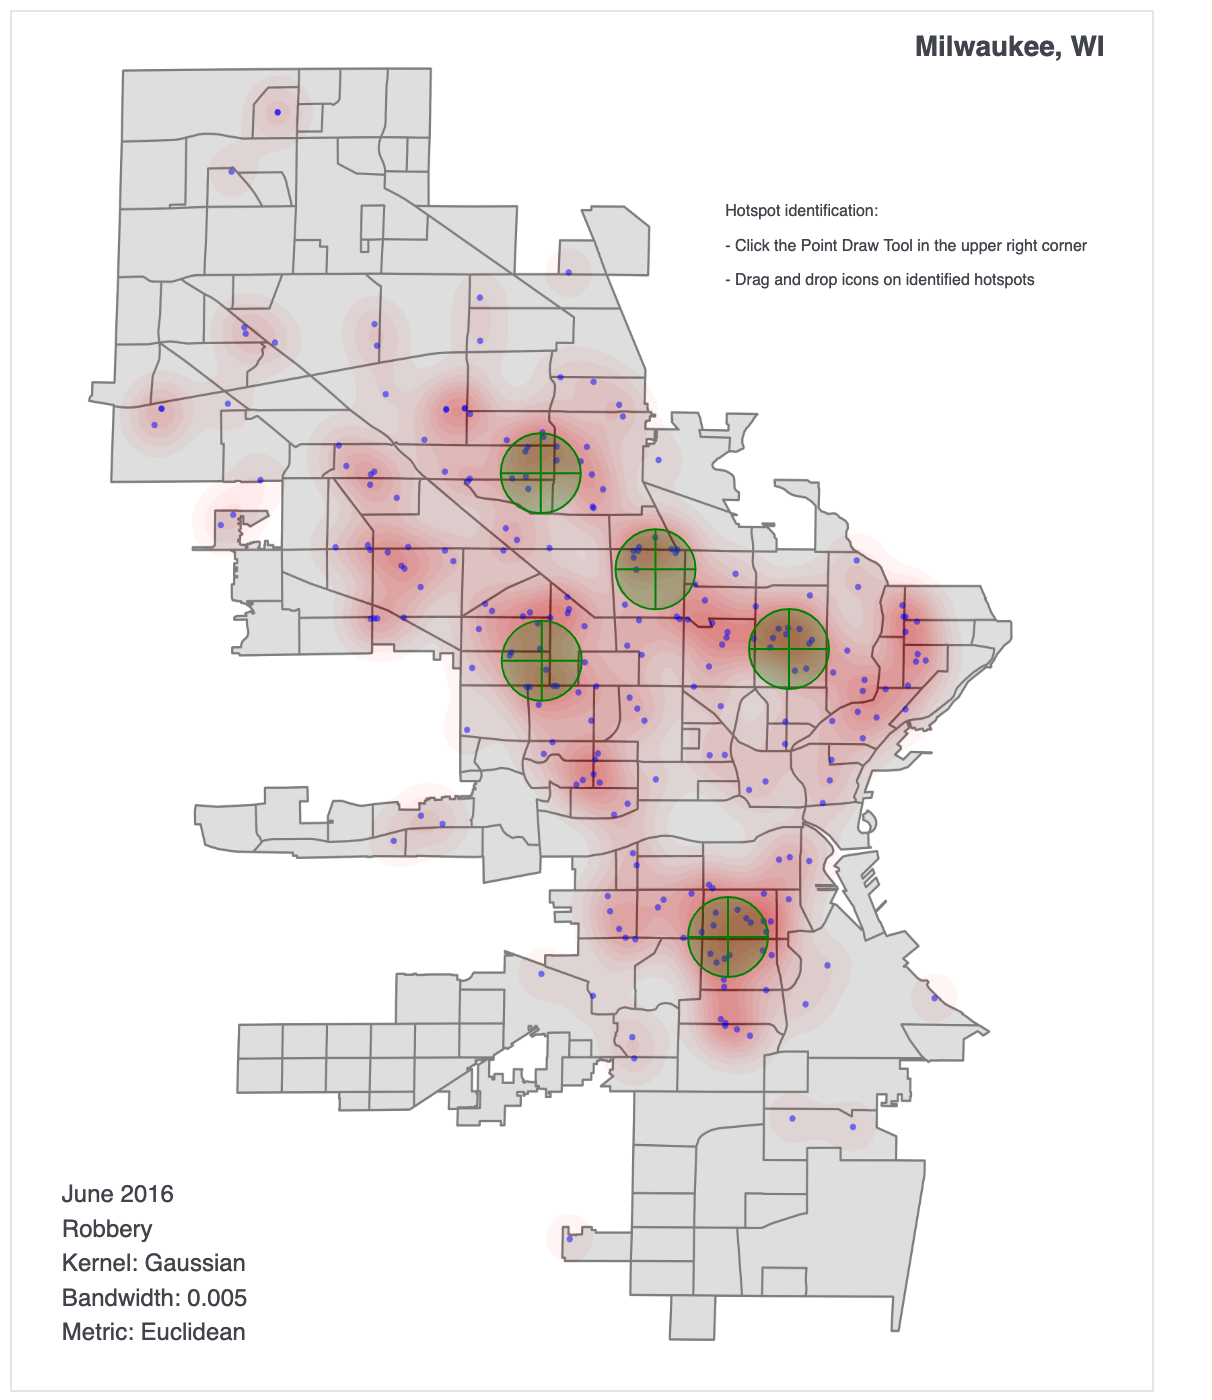 Milwaukee, WI
Hotspot identification:
- Click the Point Draw Tool in the upper right corner
- Drag and drop icons on identified hotspots
June 2016
Robbery
Kernel: Gaussian
Bandwidth: 0.005
Metric: Euclidean